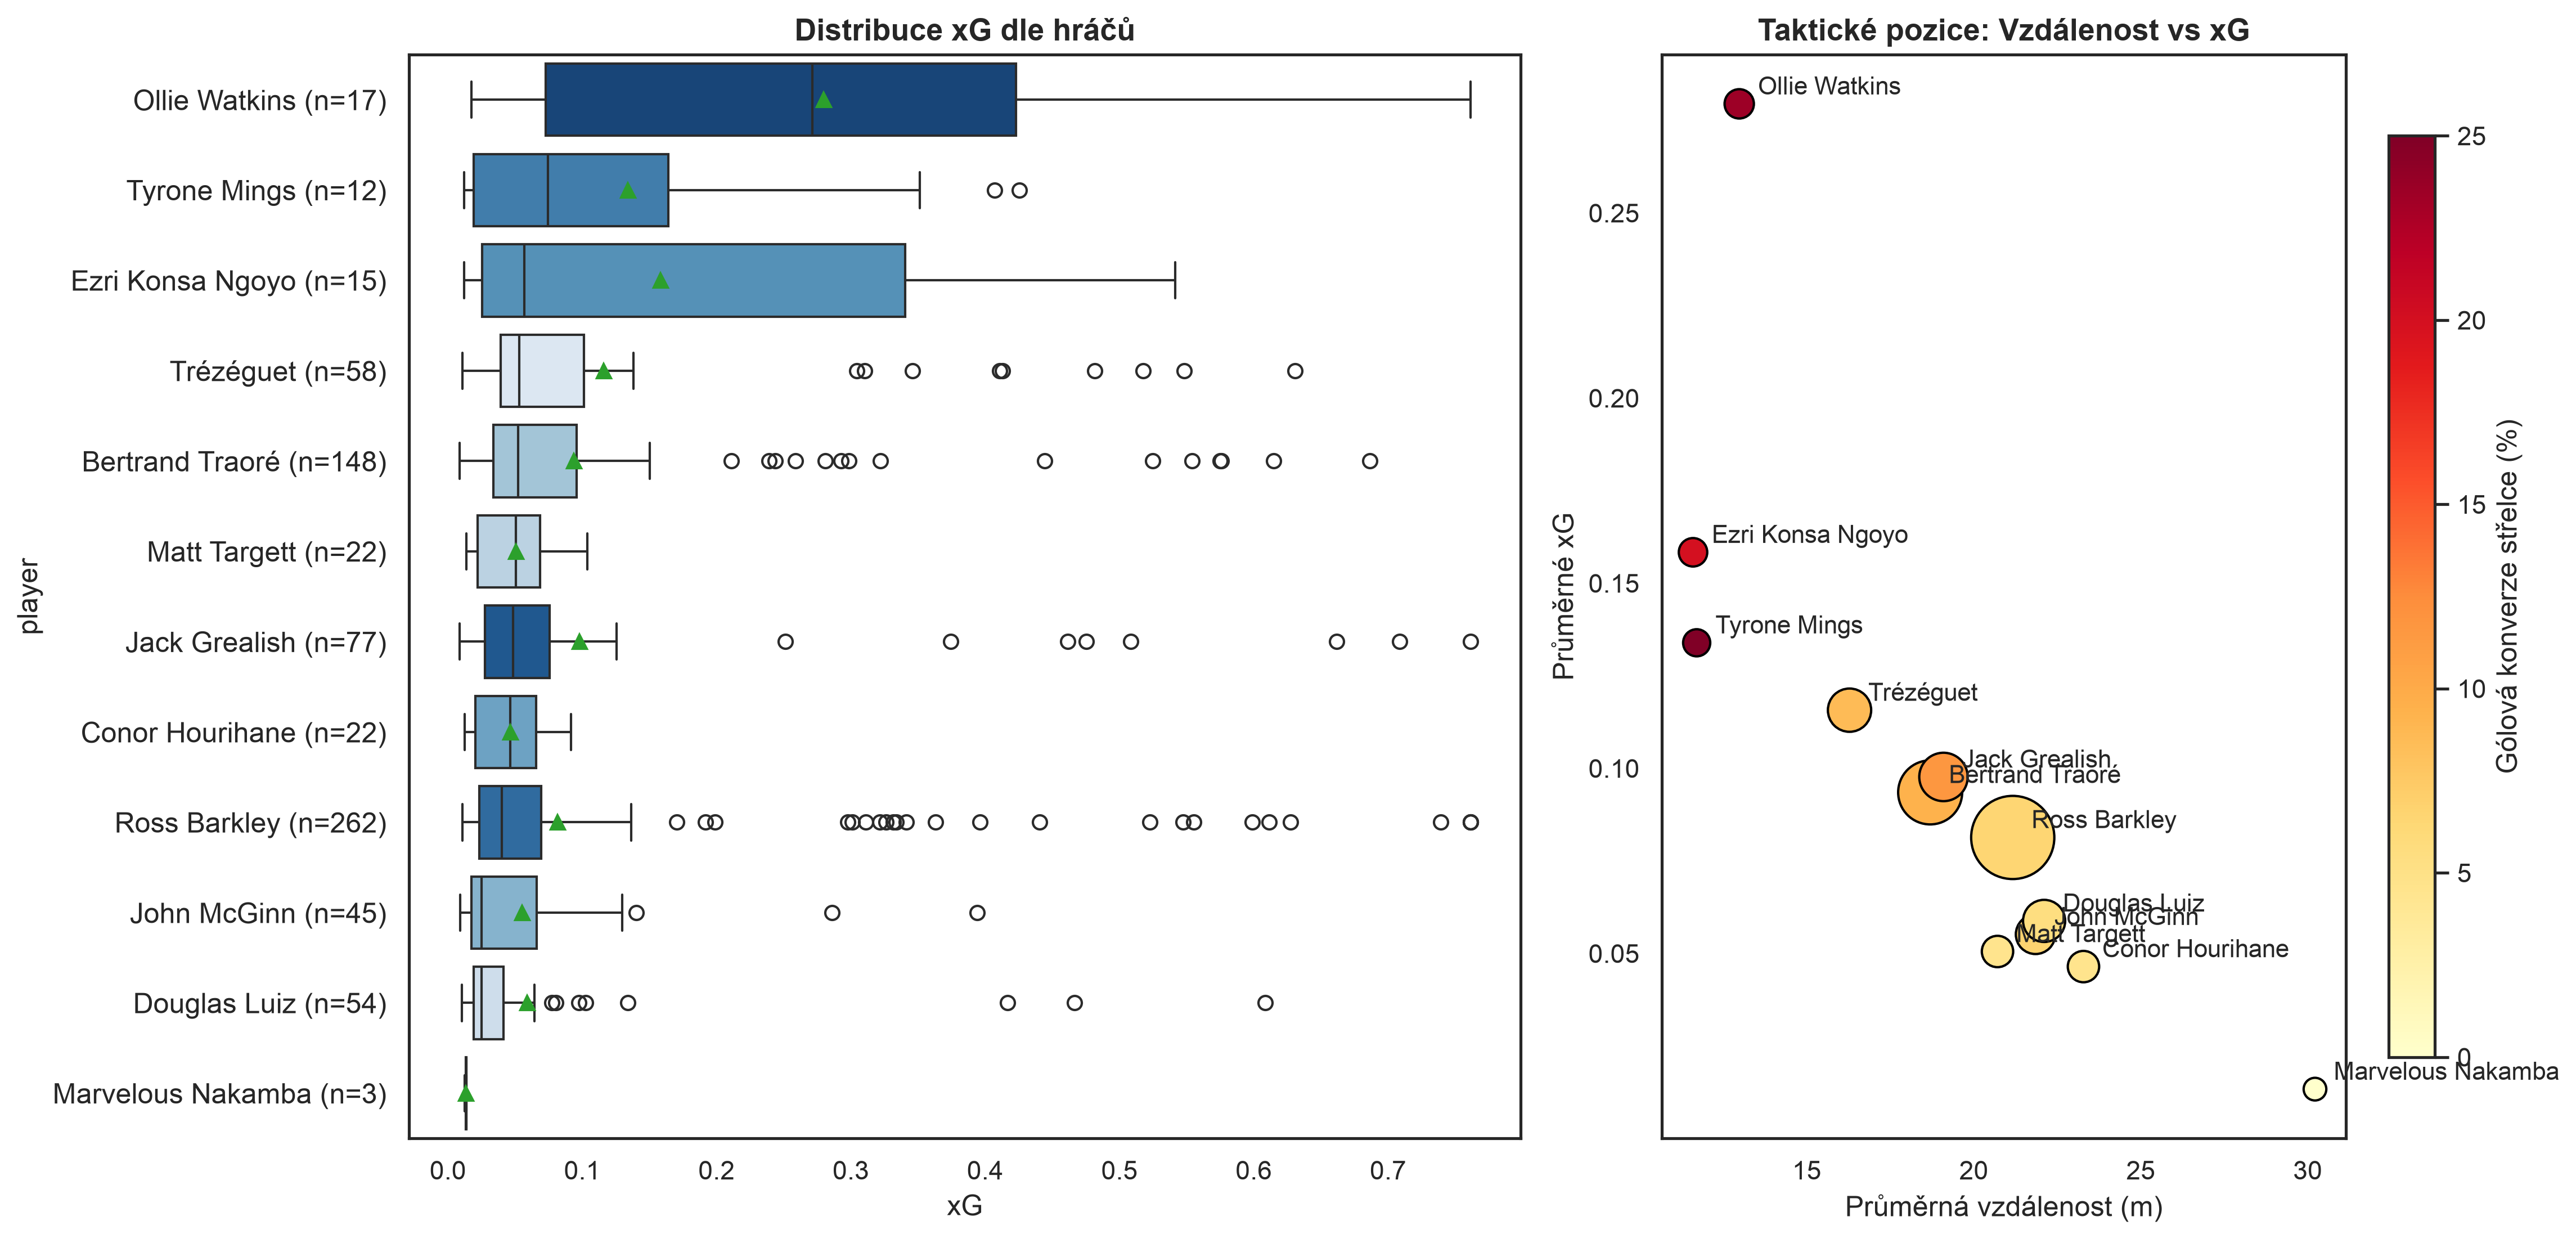 Distribuce xG dle hráčů
player
Ollie Watkins (n=17)
Tyrone Mings (n=12)
Ezri Konsa Ngoyo (n=15)
Trézéguet (n=58)
Bertrand Traoré (n=148)
Matt Targett (n=22)
Jack Grealish (n=77)
Conor Hourihane (n=22)
Ross Barkley (n=262)
John McGinn (n=45)
Douglas Luiz (n=54)
Marvelous Nakamba (n=3)
0.0 0.1 0.2 0.3 0.4 0.5 0.6 0.7
xG
Taktické pozice: Vzdálenost vs xG
Průměrné xG
0.25
0.20
0.15
0.10
0.05
Ollie Watkins
Ezri Konsa Ngoyo
Tyrone Mings
Trézéguet
Jack Grealish
Bertrand Traoré
Ross Barkley
Douglas Luiz
John McGinn
Matt Targett
Conor Hourihane
Marvelous Nakamba
15 20 25 30
Průměrná vzdálenost (m)
25
20
15
10
5
0
Gólová konverze střelce (%)